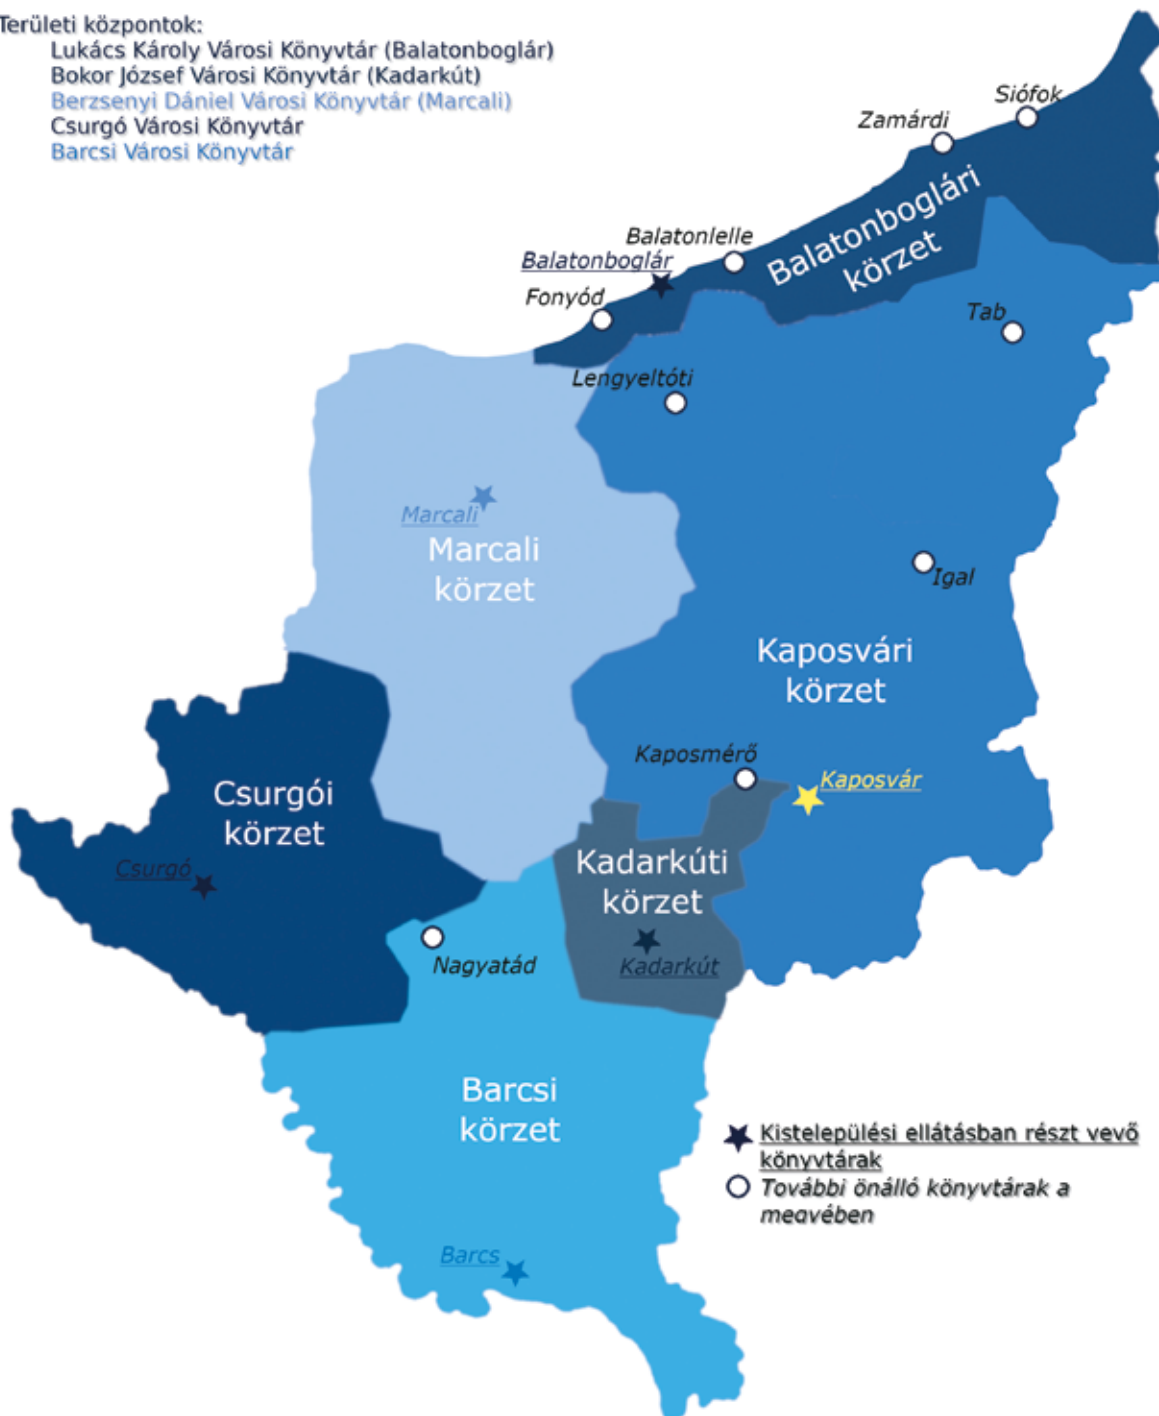 Területi központok:
Lukács Károly Városi Könyvtár (Balatonboglár)
Bokor József Városi Könyvtár (Kadarkút)
Berzsenyi Dániel Városi Könyvtár (Marcali)
Csurgó Városi Könyvtár
Barcsi Városi Könyvtár
Siófok
Zamárdi
Balatonboglári
körzet
Balatonlelle
Balatonboglár
Fonyód
Tab
Lengyeltóti
Marcali
Marcali
körzet
Igal
Kaposvári
körzet
Kaposmérő
Kaposvár
Csurgói
körzet
Csurgó
Kadarkúti
körzet
Kadarkút
Nagyatád
Barcsi
körzet
Barcs
Kistelepülési ellátásban részt vevő
könyvtárak
További önálló könyvtárak a
megyében